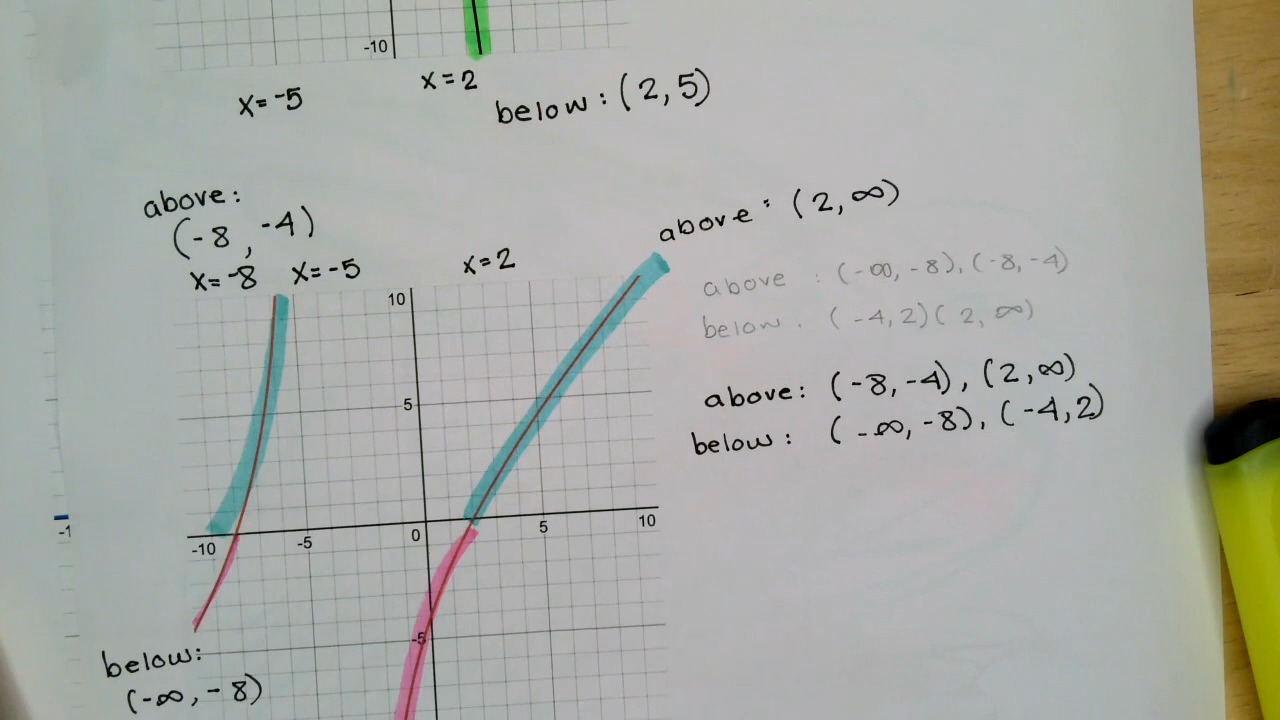 -10
x=-5
x=2
below: (2,5)
above:
(-8,-4)
x=-8 x=-5
x=2
above: (2,∞)
above: (-∞,-8),(-8,-4)
below. (-4,2)(2,∞)
above: (-8,-4),(2,∞)
below: (-∞,-8),(-4,2)
10
5
-10
-5
0
5
10
-5
-1
below:
(-∞,-8)